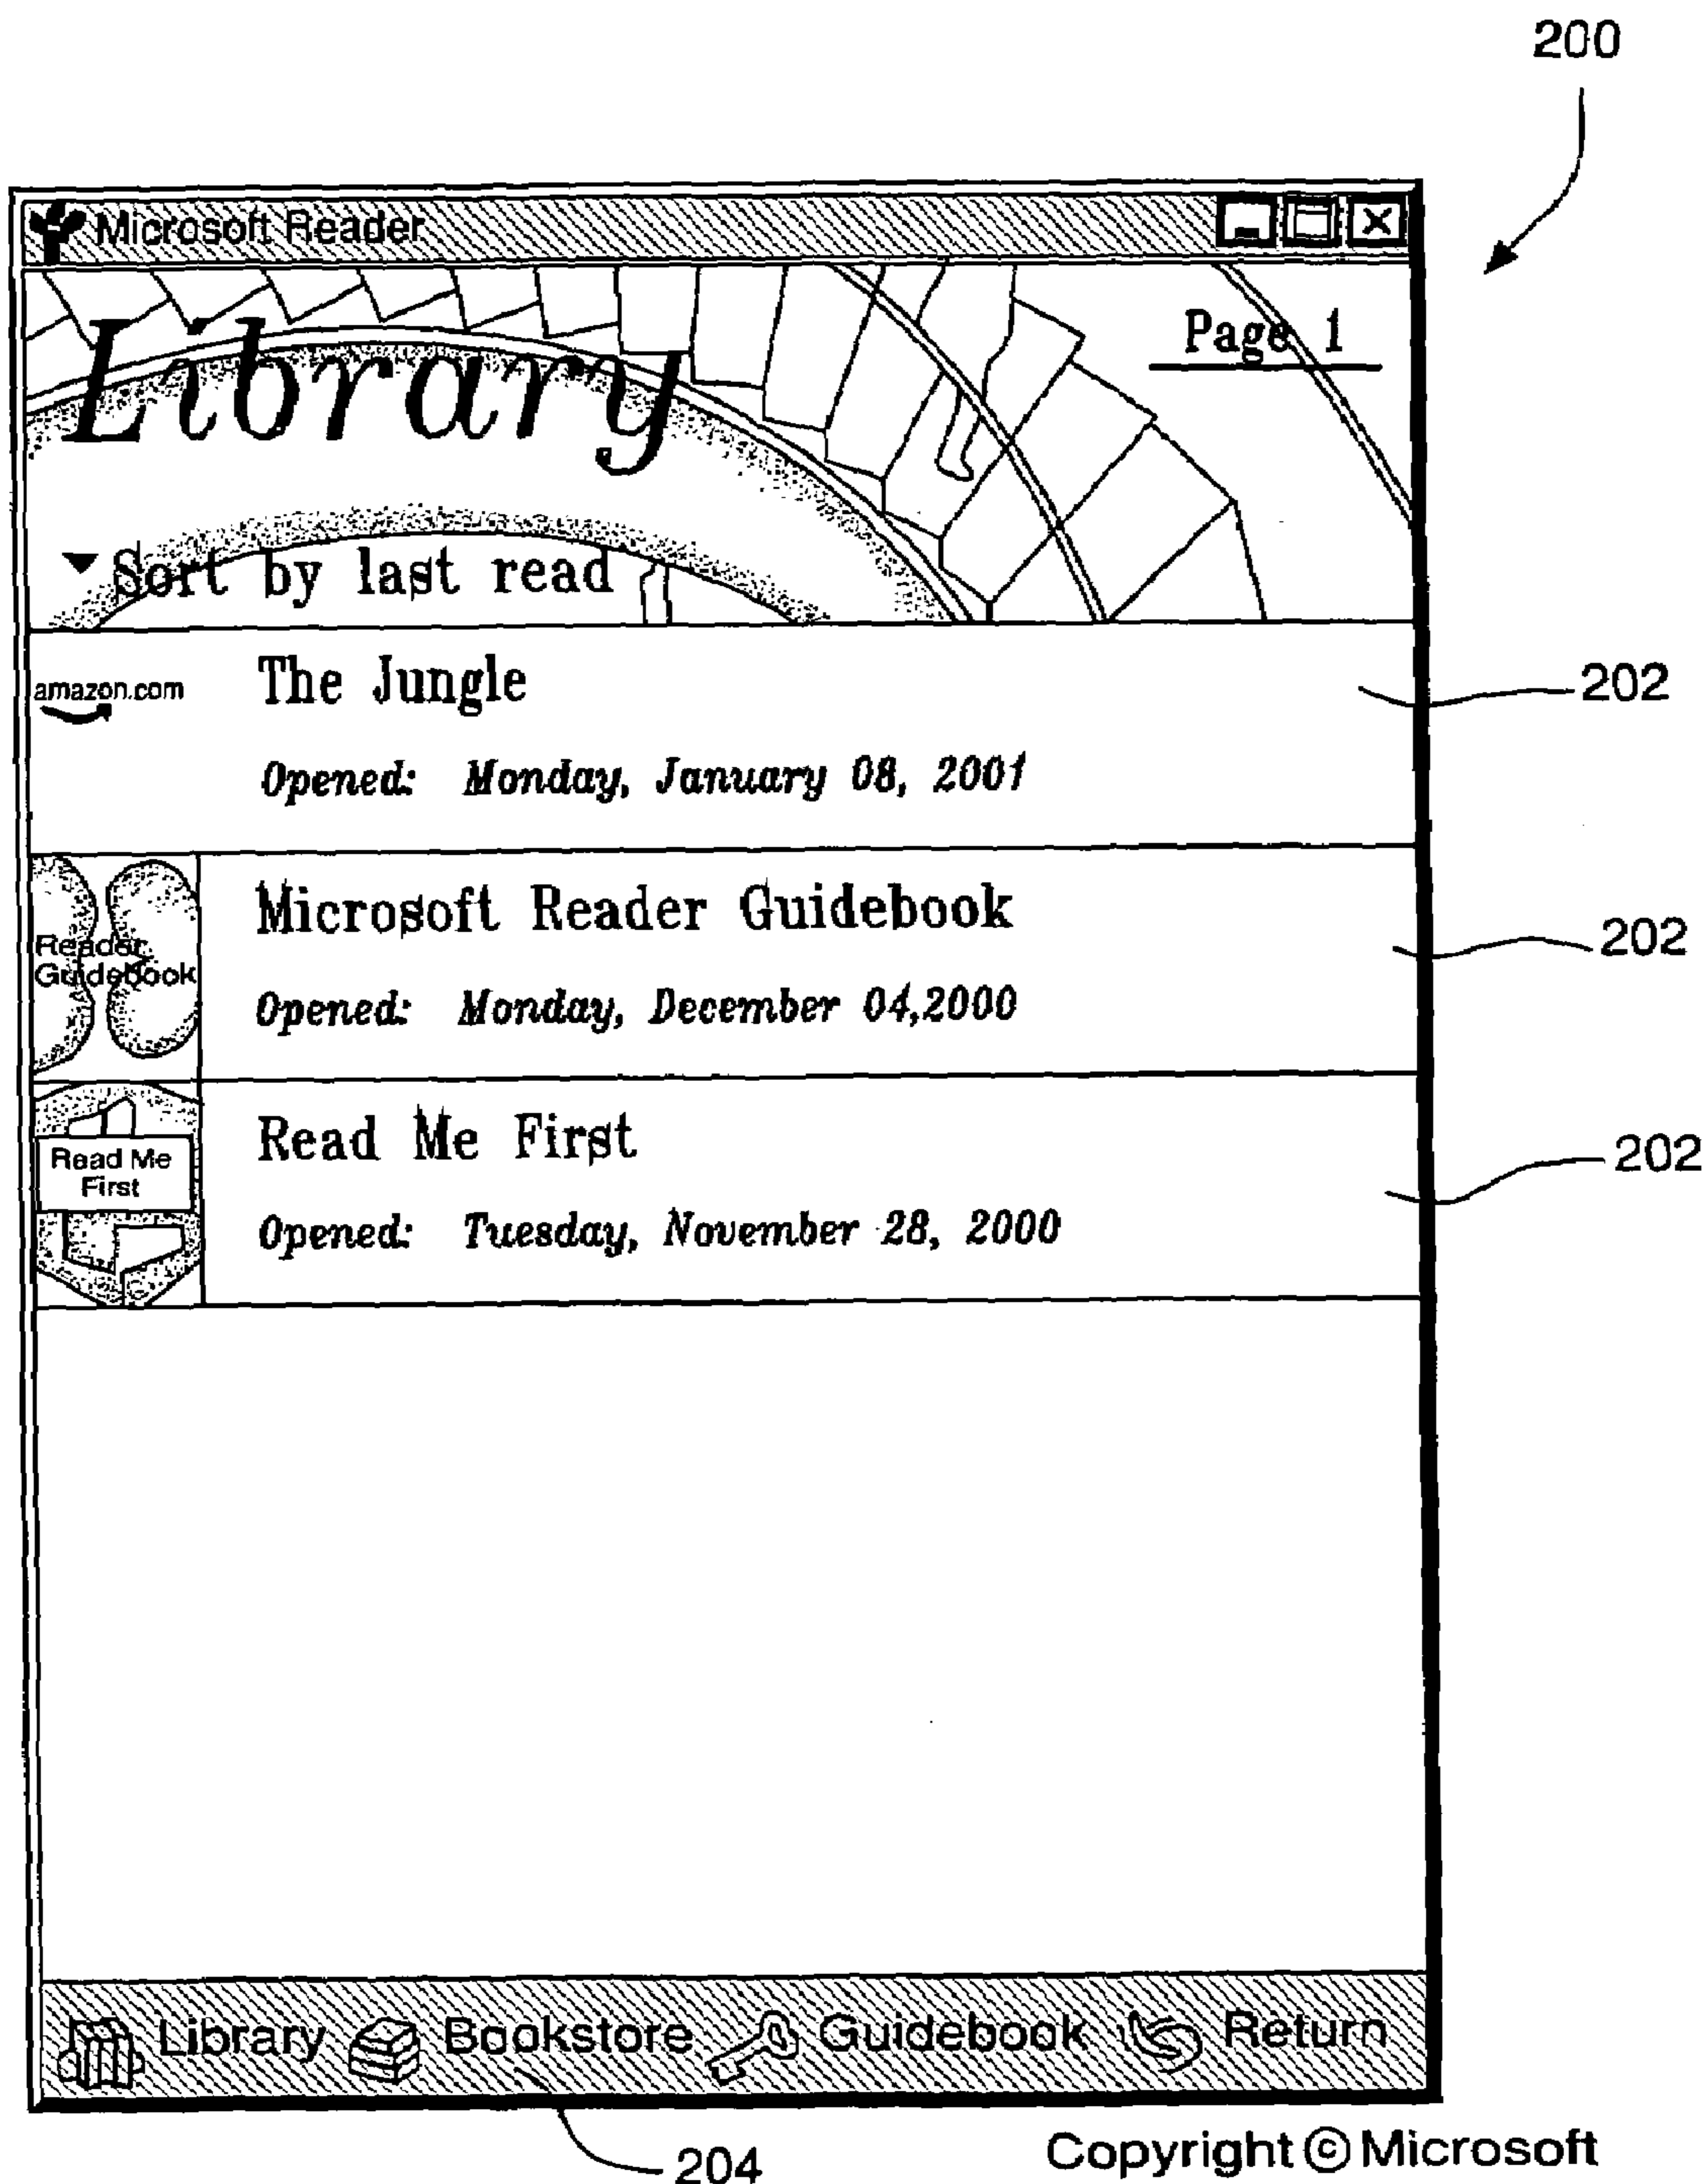 200
Microsoft Reader
Library
Page 1
Sort by last read
amazon.com
The Jungle
202
Opened: Monday, January 08, 2001
Reader
Guidebook
Microsoft Reader Guidebook
202
Opened: Monday, December 04,2000
Read Me
First
Read Me First
202
Opened: Tuesday, November 28, 2000
Library Bookstore Guidebook Return
204
Copyright © Microsoft